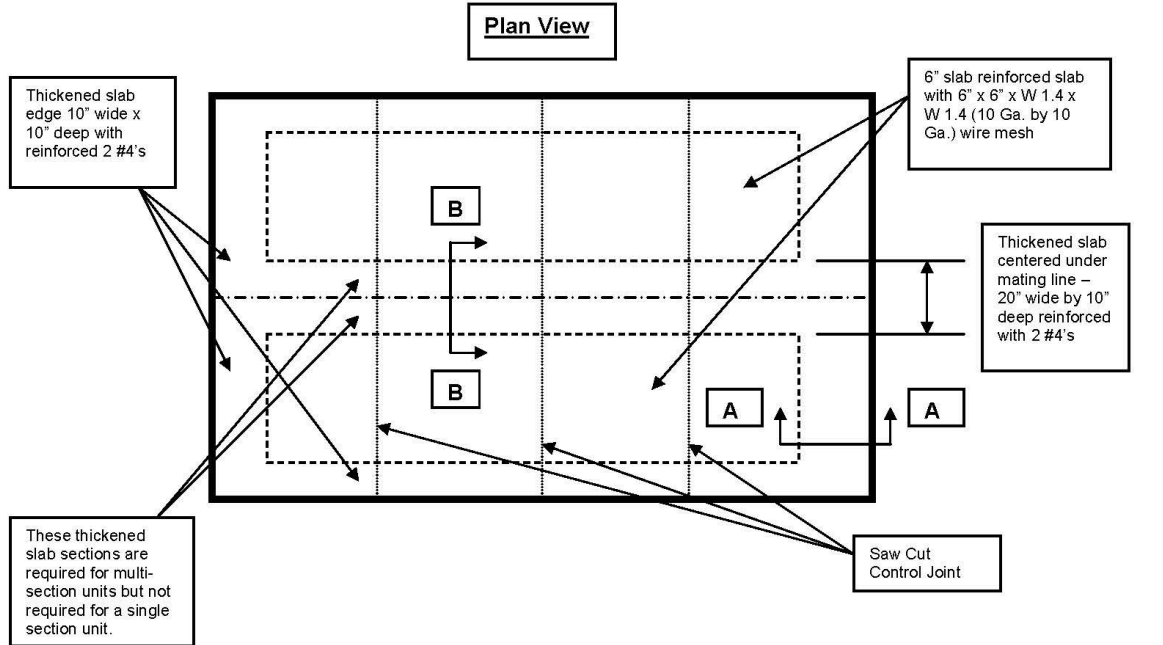 Plan View
Thickened slab
edge 10” wide x
10” deep with
reinforced 2 #4’s
6” slab reinforced slab
with 6” x 6” x W 1.4 x
W 1.4 (10 Ga. by 10
Ga.) wire mesh
B
B
Thickened slab
centered under
mating line –
20” wide by 10”
deep reinforced
with 2 #4’s
A
A
These thickened
slab sections are
required for multi-
section units but not
required for a single
section unit.
Saw Cut
Control Joint